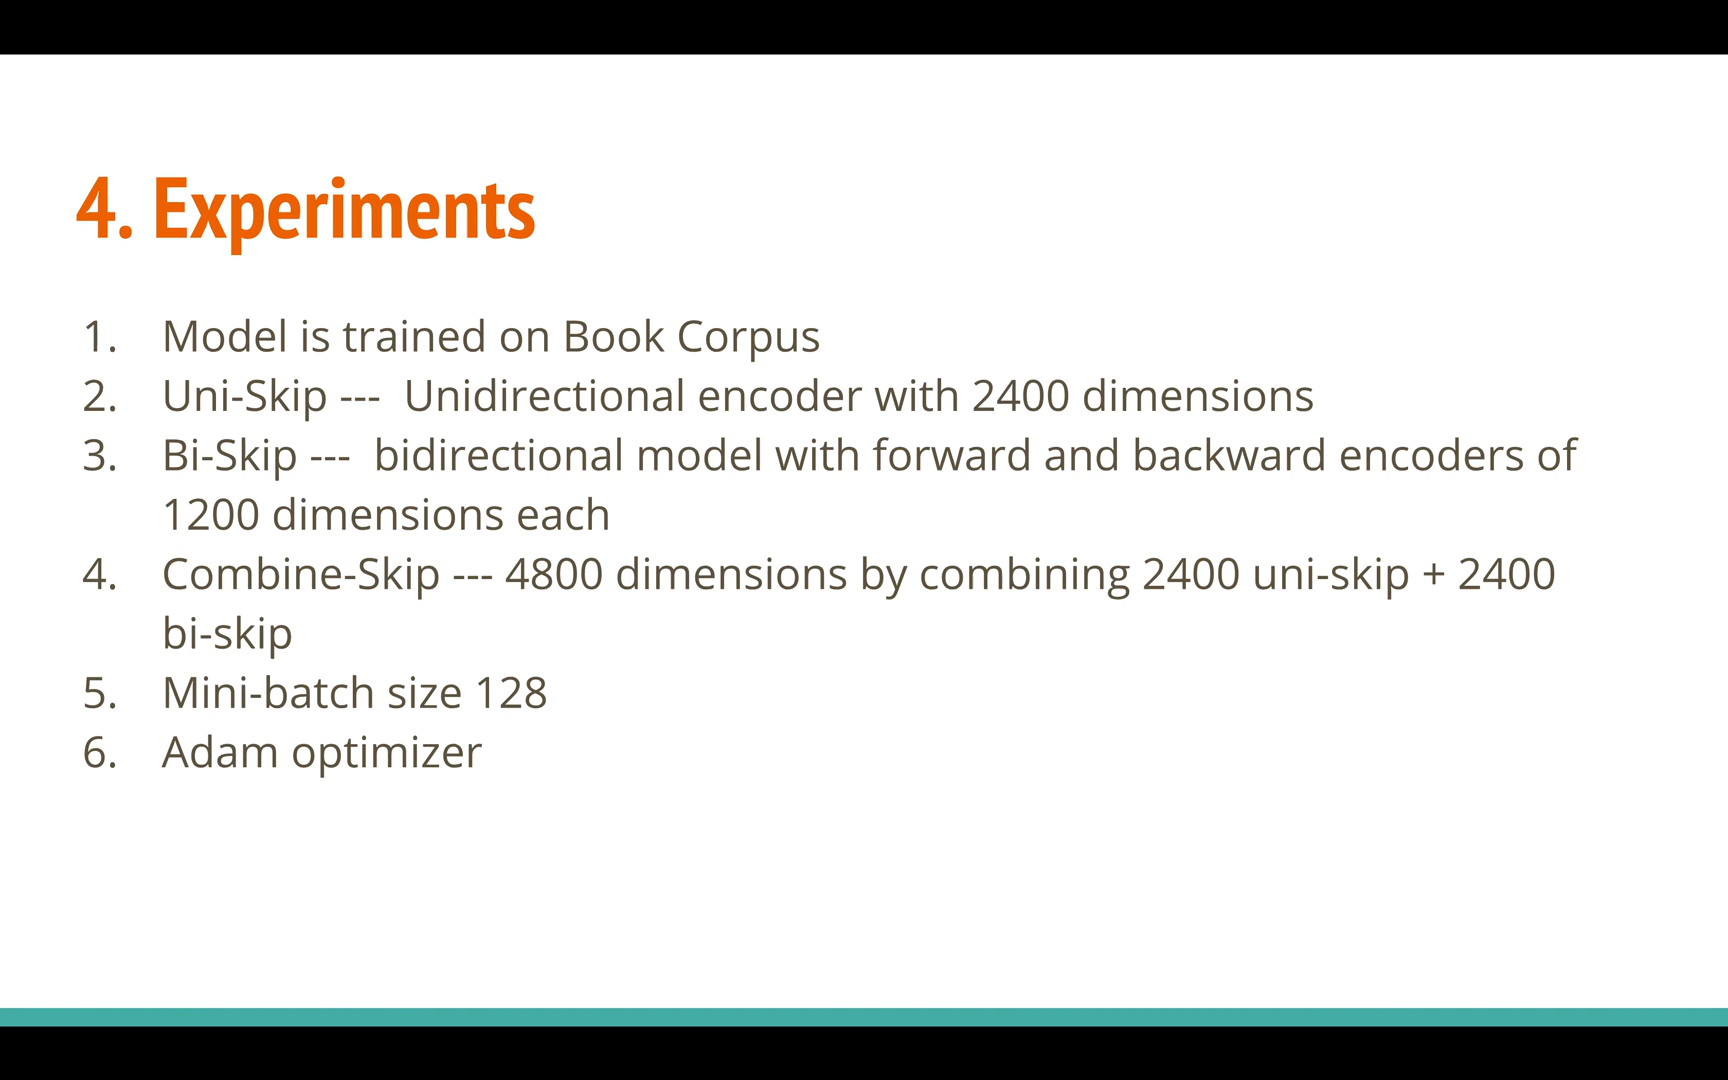 4. Experiments
1. Model is trained on Book Corpus
2. Uni-Skip --- Unidirectional encoder with 2400 dimensions
3. Bi-Skip --- bidirectional model with forward and backward encoders of
1200 dimensions each
4. Combine-Skip --- 4800 dimensions by combining 2400 uni-skip + 2400
bi-skip
5. Mini-batch size 128
6. Adam optimizer